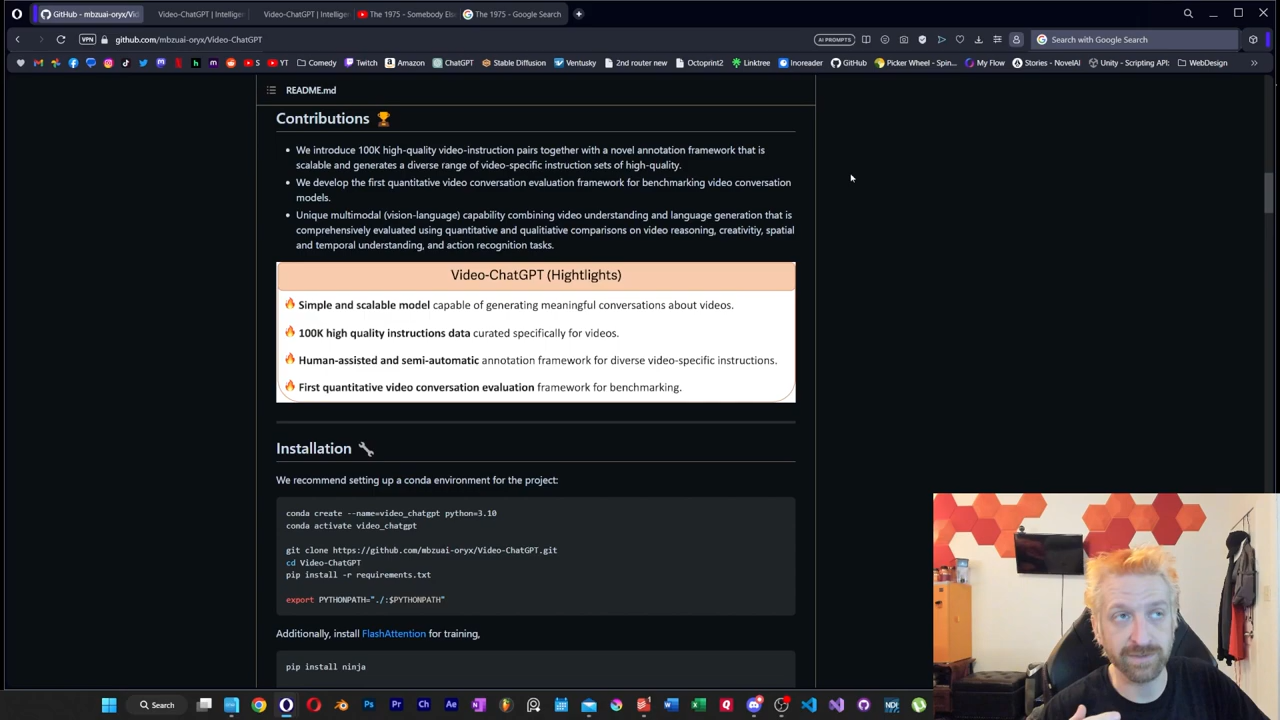 GitHub - mbzuai-oryx/Vid
Video-ChatGPT | Intelliger
Video-ChatGPT | Intelliger
The 1975 - Somebody Else
The 1975 - Google Search
VPN
github.com/mbzuai-oryx/Video-ChatGPT
AI PROMPTS
Search with Google Search
Comedy
Twitch
Amazon
ChatGPT
Stable Diffusion
Ventusky
2nd router new
Octoprint2
Linktree
Inoreader
GitHub
Picker Wheel - Spin...
My Flow
Stories - NovelAI
Unity - Scripting API:
WebDesign
README.md
Contributions
We introduce 100K high-quality video-instruction pairs together with a novel annotation framework that is
scalable and generates a diverse range of video-specific instruction sets of high-quality.
We develop the first quantitative video conversation evaluation framework for benchmarking video conversation
models.
Unique multimodal (vision-language) capability combining video understanding and language generation that is
comprehensively evaluated using quantitative and qualiative comparisons on video reasoning, creativitiy, spatial
and temporal understanding, and action recognition tasks.
Video-ChatGPT (Hightlights)
Simple and scalable model capable of generating meaningful conversations about videos.
100K high quality instructions data curated specifically for videos.
Human-assisted and semi-automatic annotation framework for diverse video-specific instructions.
First quantitative video conversation evaluation framework for benchmarking.
Installation
We recommend setting up a conda environment for the project:
conda create --name=video_chatgpt python=3.10
conda activate video_chatgpt
git clone https://github.com/mbzuai-oryx/Video-ChatGPT.git
cd Video-ChatGPT
pip install -r requirements.txt
export PYTHONPATH="./:$PYTHONPATH"
Additionally, install FlashAttention for training,
pip install ninja
Search